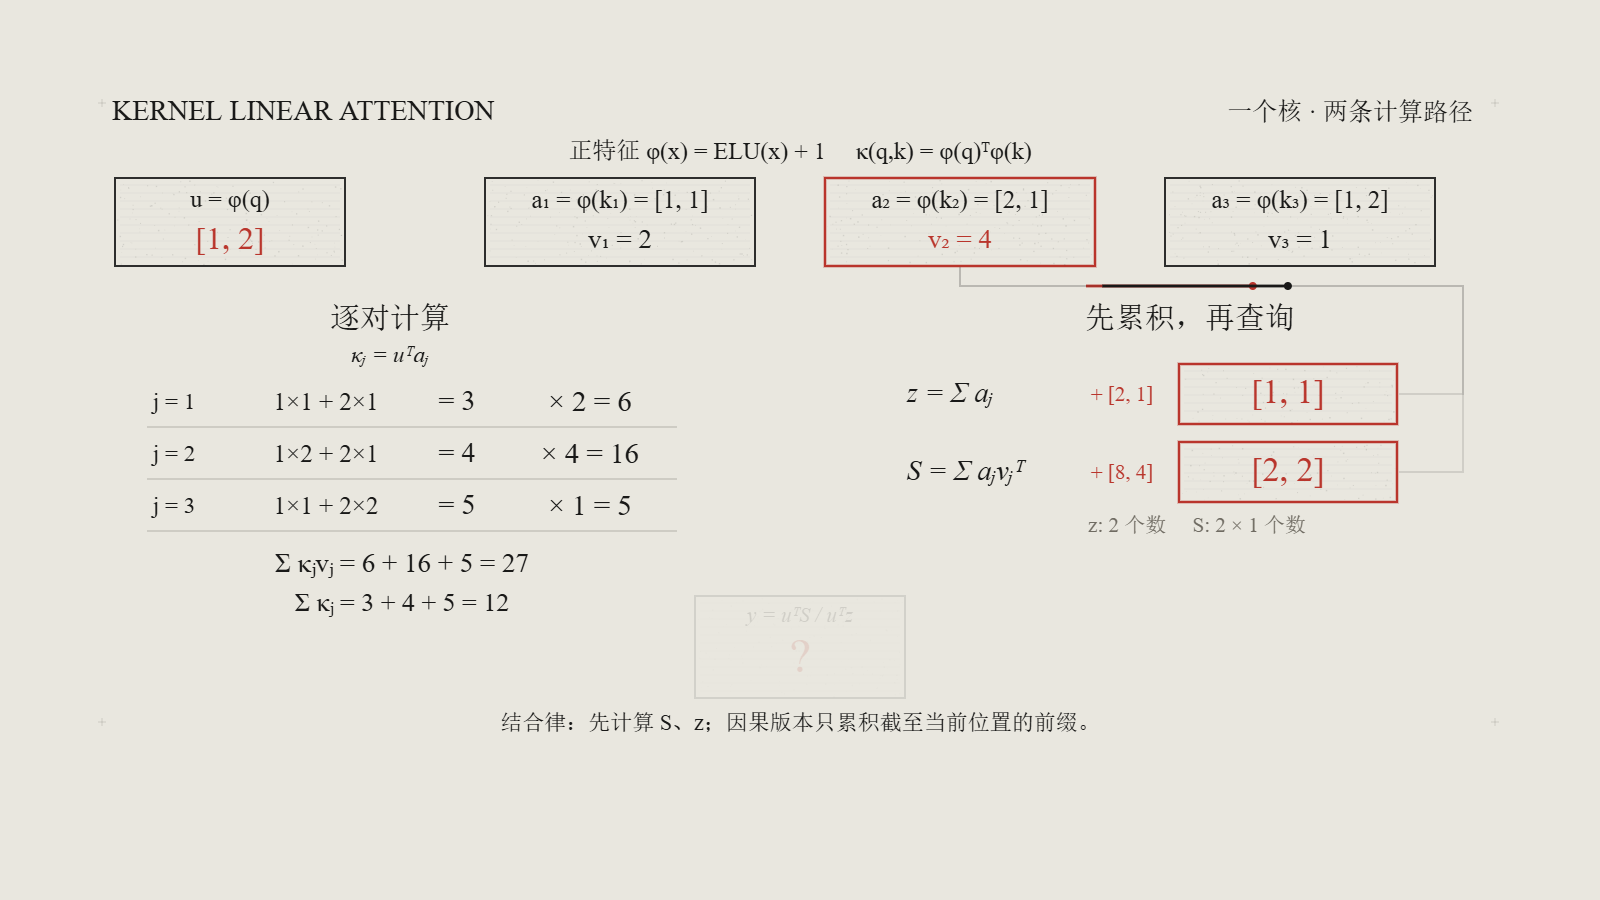 KERNEL LINEAR ATTENTION
一个核 · 两条计算路径
正特征 φ(x) = ELU(x) + 1 κ(q,k) = φ(q)ᵀφ(k)
u = φ(q)
[1, 2]
a₁ = φ(k₁) = [1, 1]
v₁ = 2
a₂ = φ(k₂) = [2, 1]
v₂ = 4
a₃ = φ(k₃) = [1, 2]
v₃ = 1
逐对计算
κⱼ = uᵀaⱼ
j = 1 1×1 + 2×1 = 3 × 2 = 6
j = 2 1×2 + 2×1 = 4 × 4 = 16
j = 3 1×1 + 2×2 = 5 × 1 = 5
Σ κⱼvⱼ = 6 + 16 + 5 = 27
Σ κⱼ = 3 + 4 + 5 = 12
先累积，再查询
z = Σ aⱼ + [2, 1] [1, 1]
S = Σ aⱼvⱼᵀ + [8, 4] [2, 2]
z: 2 个数 S: 2 × 1 个数
y = uᵀS / uᵀz
?
结合律：先计算 S、z；因果版本只累积截至当前位置的前缀。